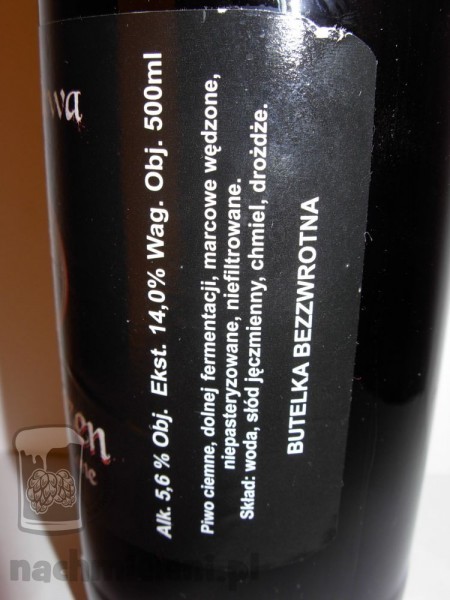 Alk. 5,6 % Obj. Ekst. 14,0% Wag. Obj. 500ml
Piwo ciemne, dolnej fermentacji, marcowe wędzone,
niepasteryzowane, niefiltrowane.
Skład: woda, słód jęczmienny, chmiel, drożdże.
BUTELKA BEZZWROTNA